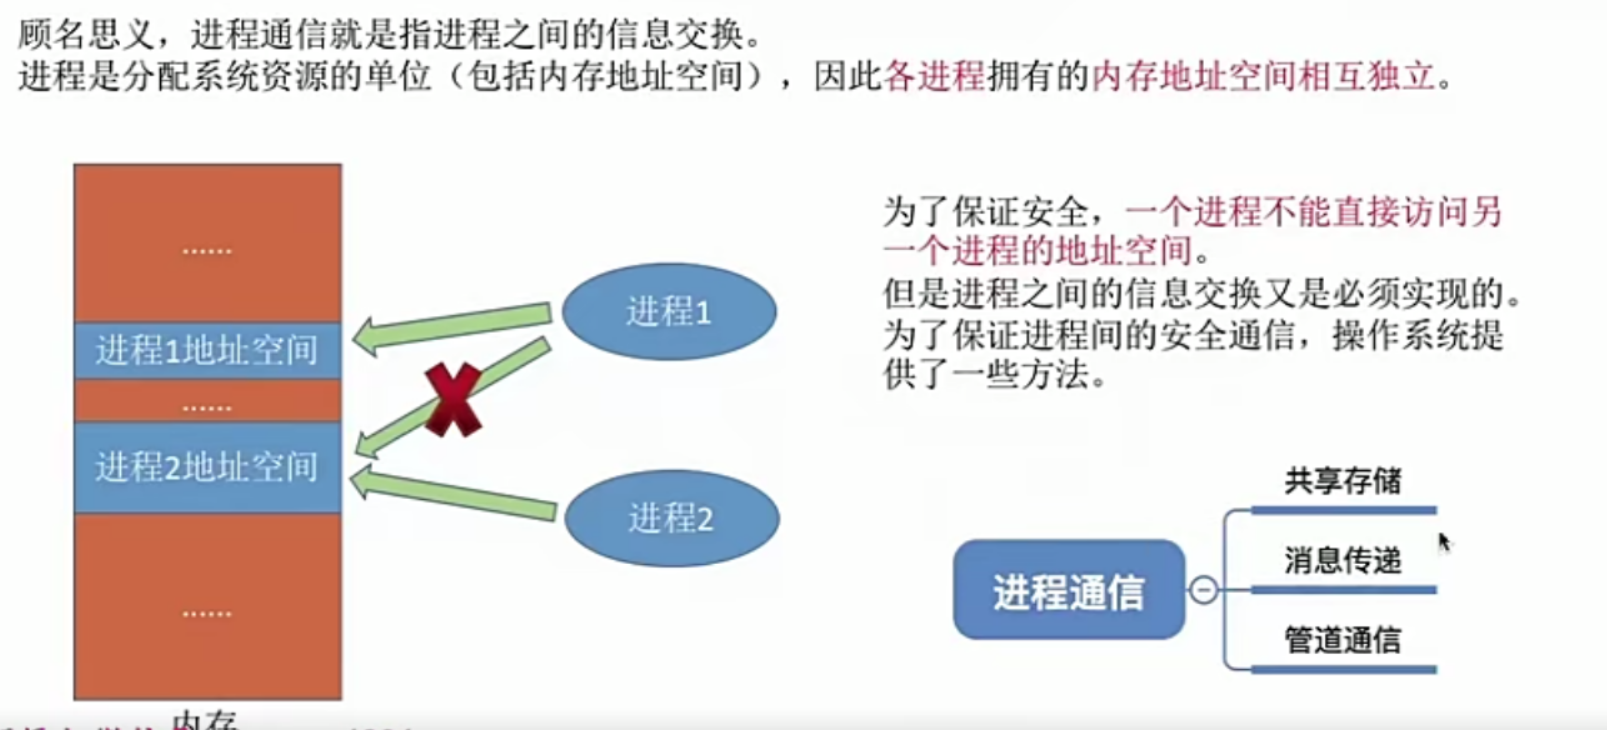 顾名思义，进程通信就是指进程之间的信息交换。
进程是分配系统资源的单位（包括内存地址空间），因此各进程拥有的内存地址空间相互独立。
......
进程1地址空间
......
进程2地址空间
......
内存
进程1
进程2
为了保证安全，一个进程不能直接访问另
一个进程的地址空间。
但是进程之间的信息交换又是必须实现的。
为了保证进程间的安全通信，操作系统提
供了一些方法。
进程通信
共享存储
消息传递
管道通信